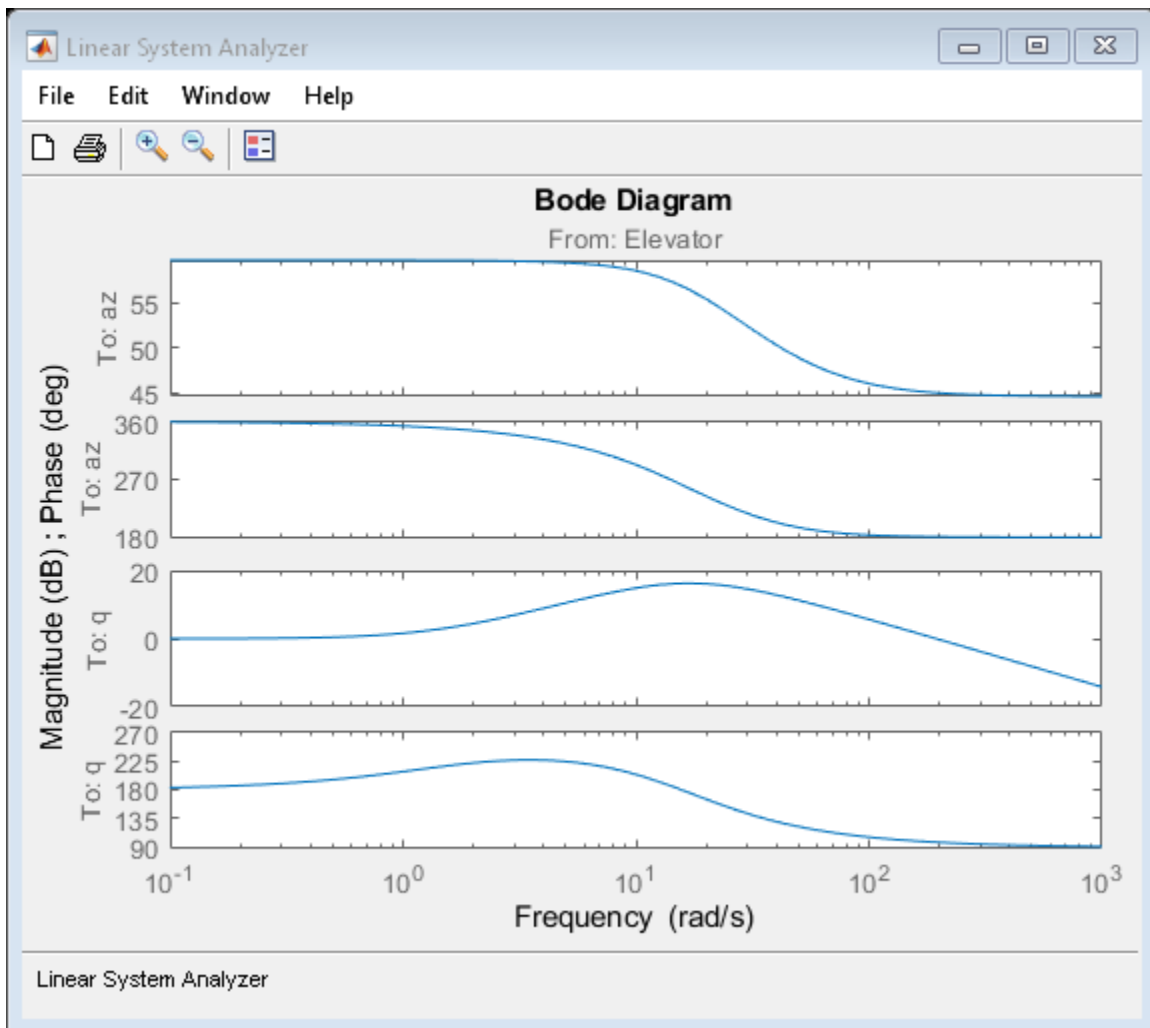 Linear System Analyzer
File Edit Window Help
Bode Diagram
From: Elevator
Magnitude (dB) ; Phase (deg)
To: az
55
50
45
To: az
360
270
180
To: q
20
0
-20
To: q
270
225
180
135
90
10^-1 10^0 10^1 10^2 10^3
Frequency (rad/s)
Linear System Analyzer